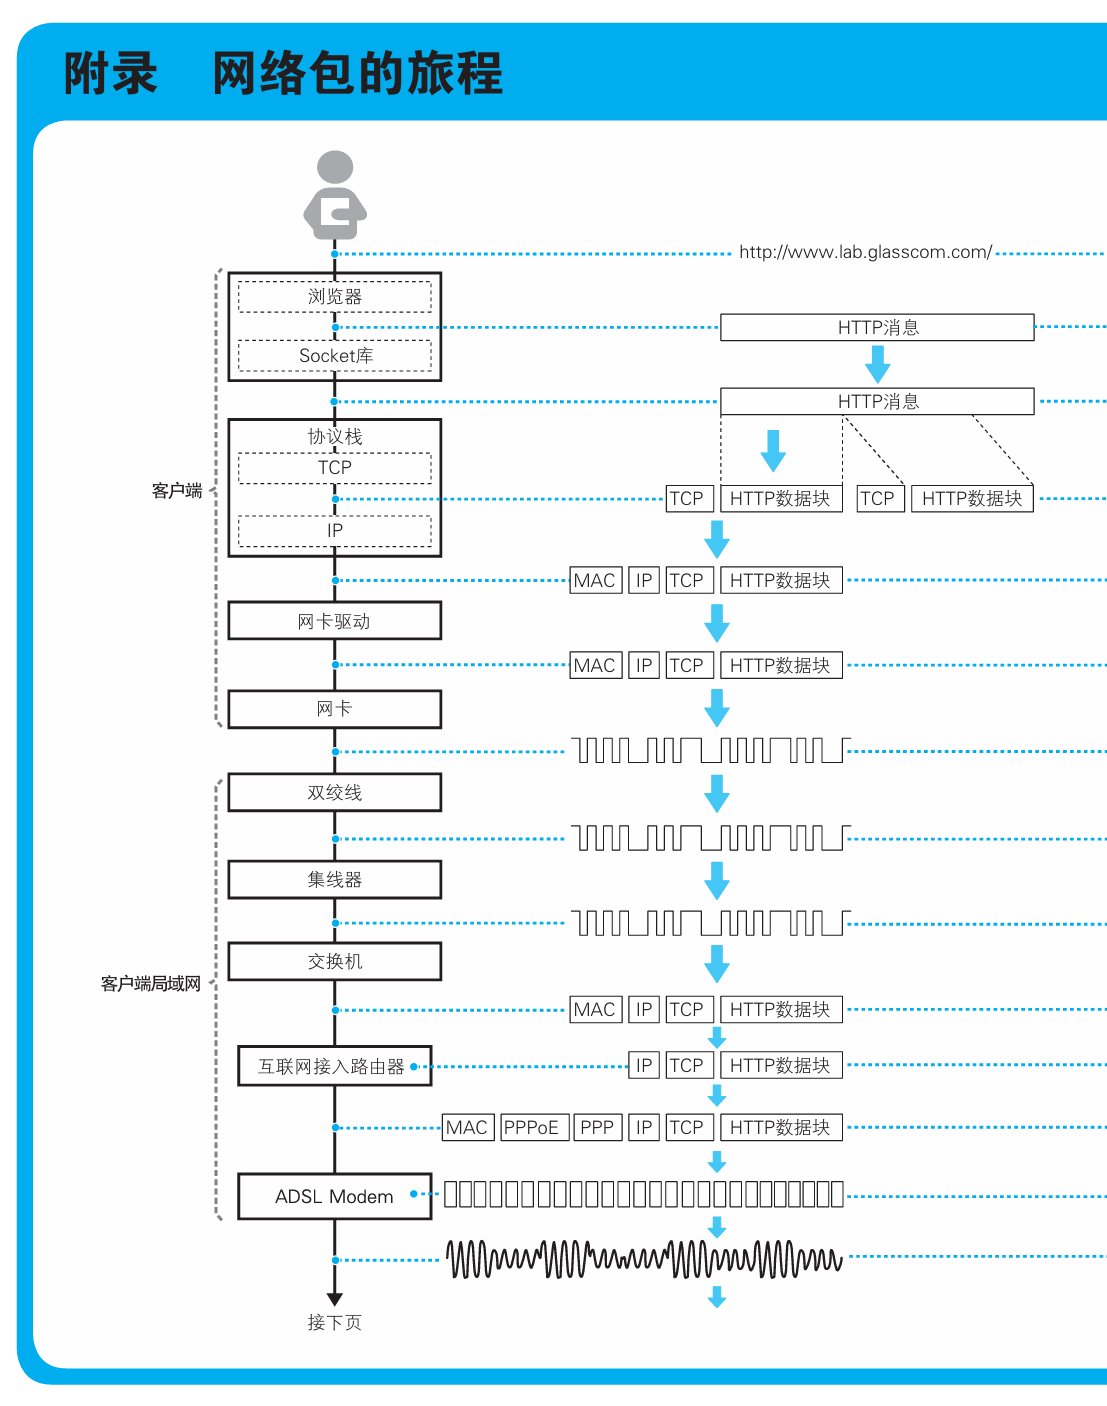 附录 网络包的旅程
http://www.lab.glasscom.com/
浏览器
HTTP消息
Socket库
HTTP消息
协议栈
TCP
客户端
TCP HTTP数据块 TCP HTTP数据块
IP
MAC IP TCP HTTP数据块
网卡驱动
MAC IP TCP HTTP数据块
网卡
双绞线
集线器
交换机
客户端局域网
MAC IP TCP HTTP数据块
互联网接入路由器
IP TCP HTTP数据块
MAC PPPoE PPP IP TCP HTTP数据块
ADSL Modem
接下页